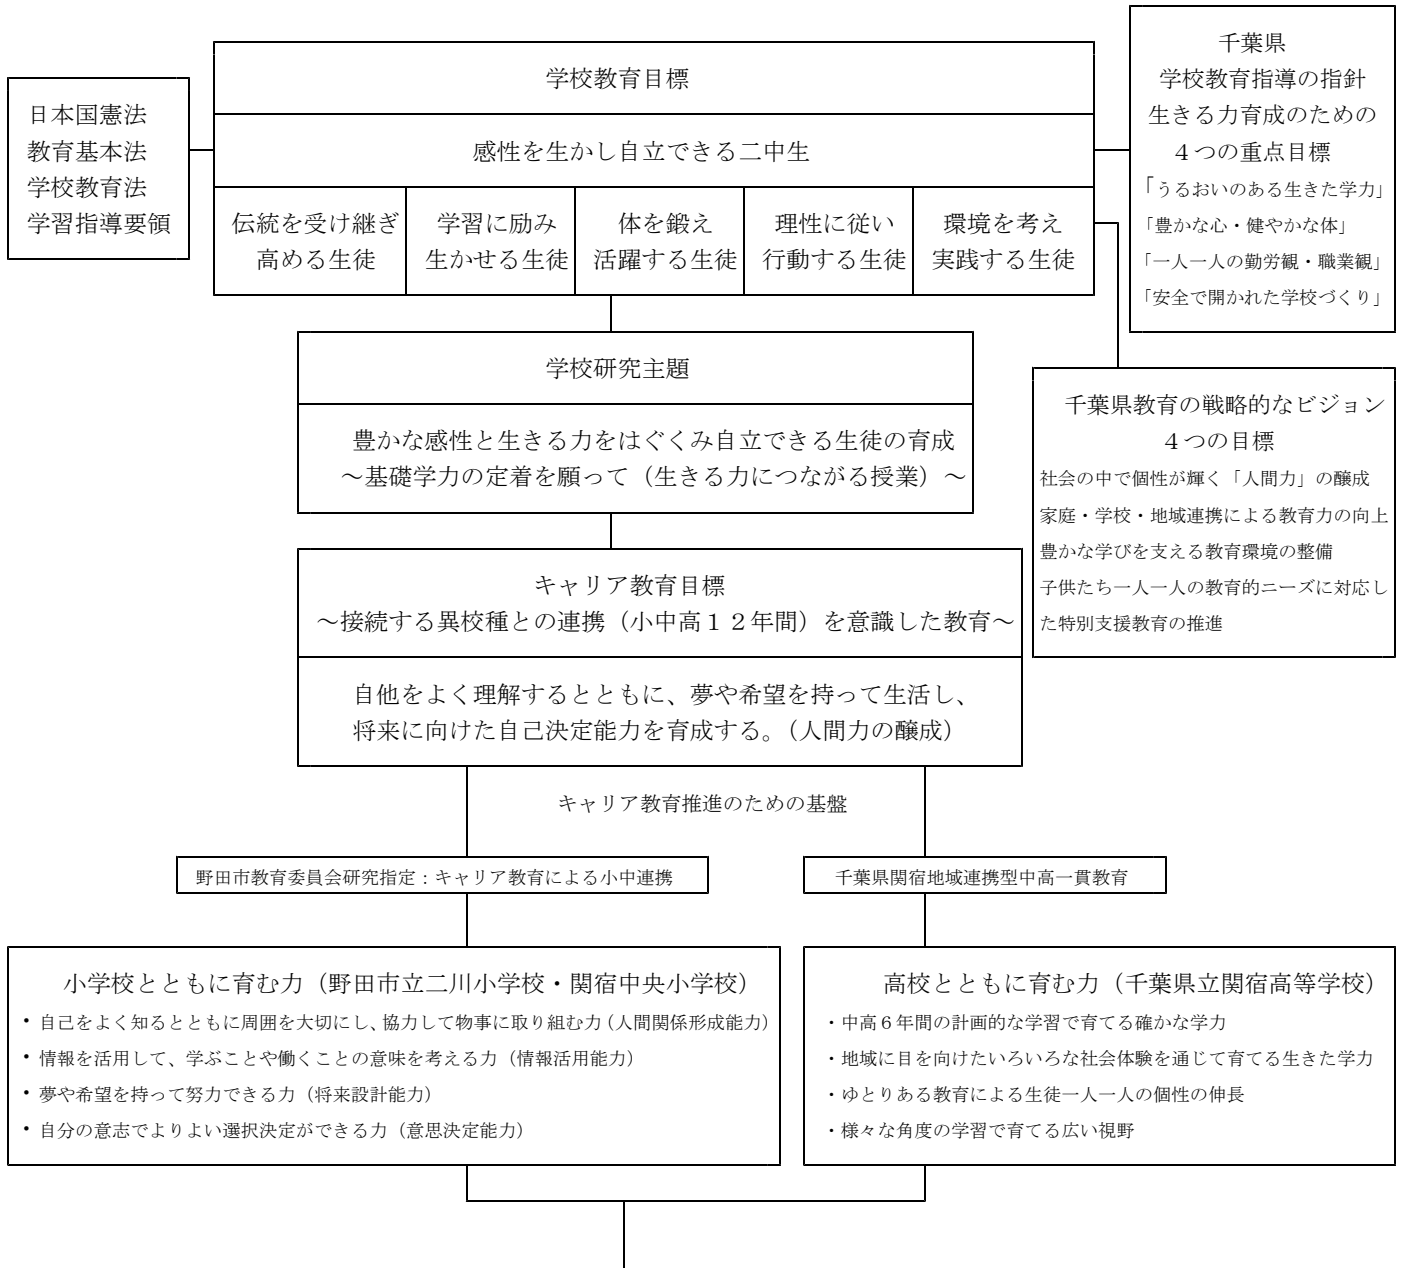 日本国憲法
教育基本法
学校教育法
学習指導要領
学校教育目標
感性を生かし自立できる二中生
伝統を受け継ぎ
高める生徒
学習に励み
生かせる生徒
体を鍛え
活躍する生徒
理性に従い
行動する生徒
環境を考え
実践する生徒
千葉県
学校教育指導の指針
生きる力育成のための
４つの重点目標
「うるおいのある生きた学力」
「豊かな心・健やかな体」
「一人一人の勤労観・職業観」
「安全で開かれた学校づくり」
学校研究主題
豊かな感性と生きる力をはぐくみ自立できる生徒の育成
～基礎学力の定着を願って（生きる力につながる授業）～
千葉県教育の戦略的なビジョン
４つの目標
社会の中で個性が輝く「人間力」の醸成
家庭・学校・地域連携による教育力の向上
豊かな学びを支える教育環境の整備
子供たち一人一人の教育的ニーズに対応し
た特別支援教育の推進
キャリア教育目標
～接続する異校種との連携（小中高１２年間）を意識した教育～
自他をよく理解するとともに、夢や希望を持って生活し、
将来に向けた自己決定能力を育成する。（人間力の醸成）
キャリア教育推進のための基盤
野田市教育委員会研究指定：キャリア教育による小中連携
千葉県関宿地域連携型中高一貫教育
小学校とともに育む力（野田市立二川小学校・関宿中央小学校）
・自己をよく知るとともに周囲を大切にし、協力して物事に取り組む力（人間関係形成能力）
・情報を活用して、学ぶことや働くことの意味を考える力（情報活用能力）
・夢や希望を持って努力できる力（将来設計能力）
・自分の意志でよりよい選択決定ができる力（意思決定能力）
高校とともに育む力（千葉県立関宿高等学校）
・中高６年間の計画的な学習で育てる確かな学力
・地域に目を向けたいろいろな社会体験を通じて育てる生きた学力
・ゆとりある教育による生徒一人一人の個性の伸長
・様々な角度の学習で育てる広い視野